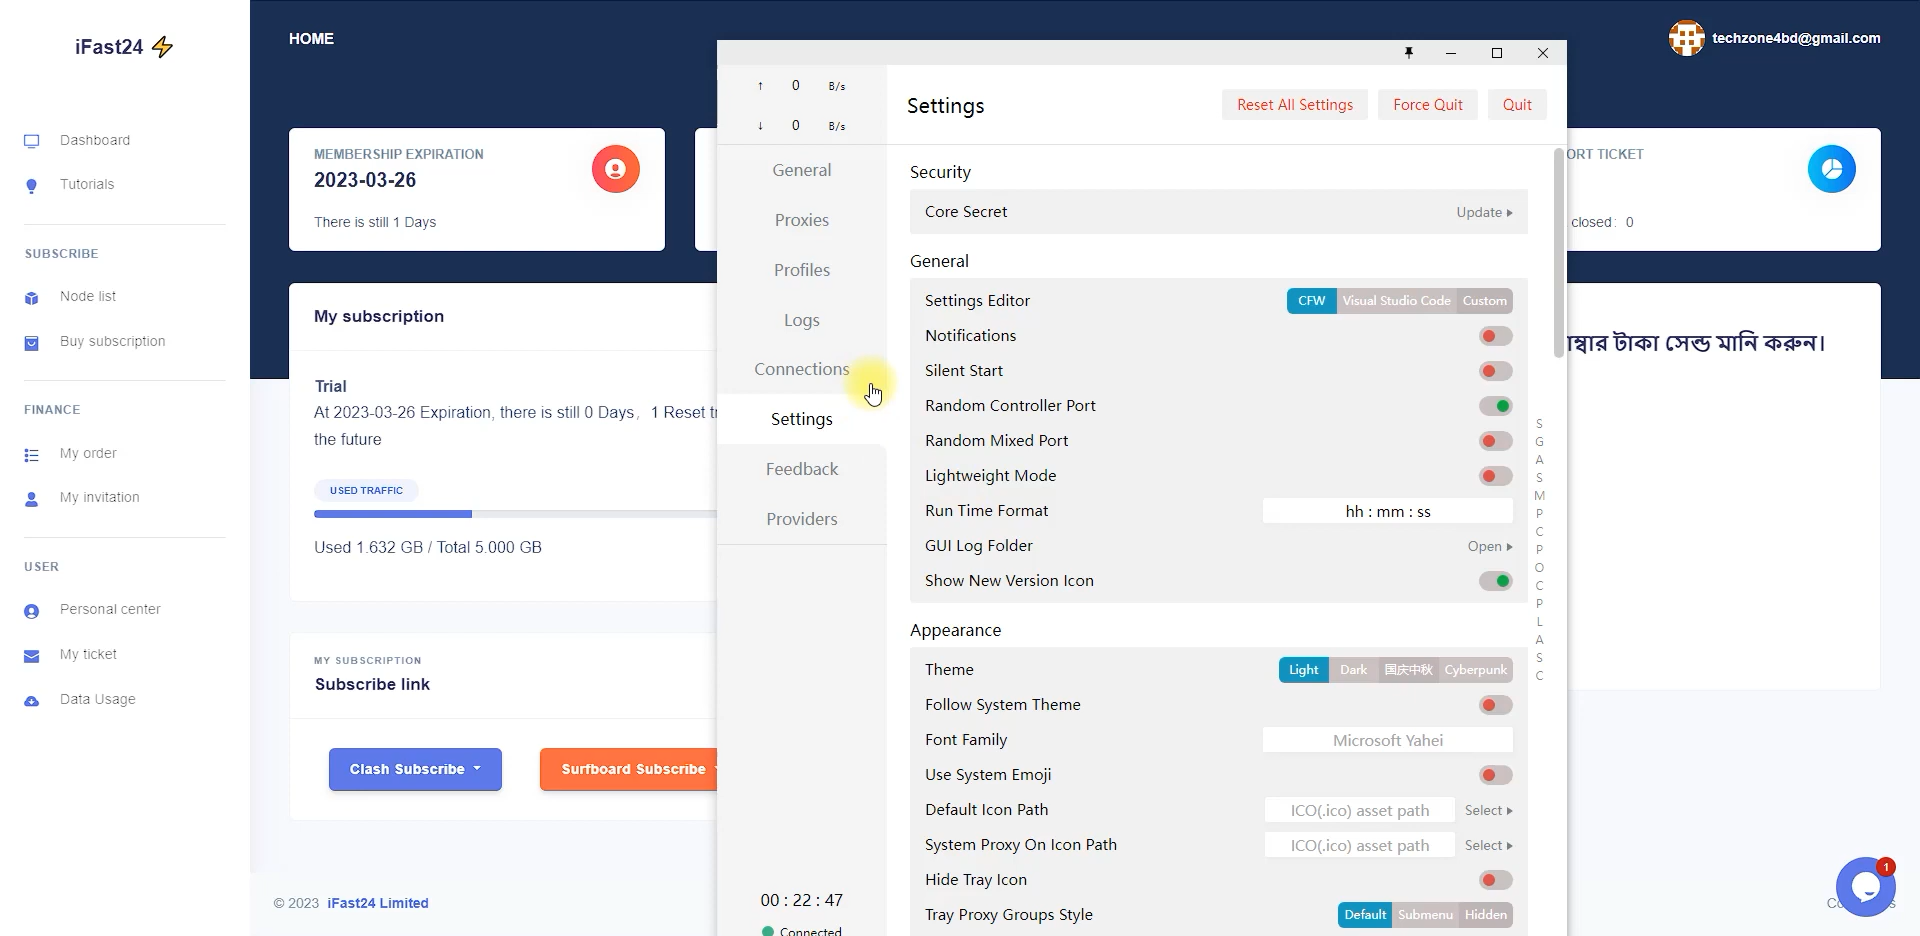 iFast24
HOME
techzone4bd@gmail.com
Dashboard
Tutorials
SUBSCRIBE
Node list
Buy subscription
FINANCE
My order
My invitation
USER
Personal center
My ticket
Data Usage
MEMBERSHIP EXPIRATION
2023-03-26
There is still 1 Days
My subscription
Trial
At 2023-03-26 Expiration, there is still 0 Days, 1 Reset
the future
USED TRAFFIC
Used 1.632 GB / Total 5.000 GB
MY SUBSCRIPTION
Subscribe link
Clash Subscribe
Surfboard Subscribe
© 2023 iFast24 Limited
↑ 0 B/s
↓ 0 B/s
General
Proxies
Profiles
Logs
Connections
Settings
Feedback
Providers
00 : 22 : 47
Connected
Settings
Reset All Settings Force Quit Quit
Security
Core Secret Update
General
Settings Editor CFW Visual Studio Code Custom
Notifications
Silent Start
Random Controller Port
Random Mixed Port
Lightweight Mode
Run Time Format hh : mm : ss
GUI Log Folder Open
Show New Version Icon
Appearance
Theme Light Dark 国庆中秋 Cyberpunk
Follow System Theme
Font Family Microsoft Yahei
Use System Emoji
Default Icon Path ICO(.ico) asset path Select
System Proxy On Icon Path ICO(.ico) asset path Select
Hide Tray Icon
Tray Proxy Groups Style Default Submenu Hidden
S
G
A
S
M
P
C
P
O
C
P
L
A
S
C
ORT TICKET
closed: 0
টাকা সেন্ড মানি করুন।
1